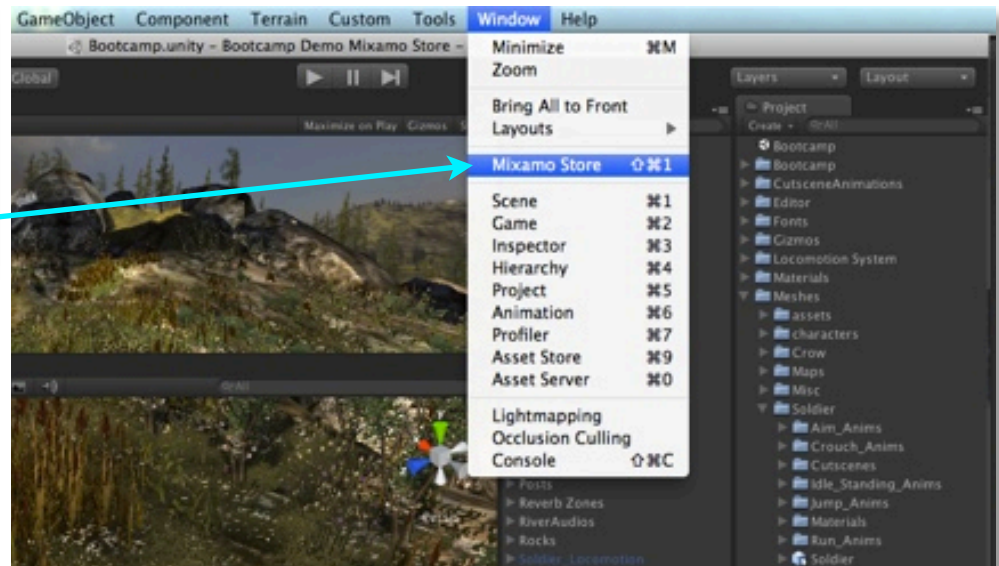 GameObject Component Terrain Custom Tools Window Help
Bootcamp.unity – Bootcamp Demo Mixamo Store –
Global
Layers
Layout
Maximize on Play Gizmos
Minimize ⌘M
Zoom
Bring All to Front
Layouts
Mixamo Store ⇧⌘1
Scene ⌘1
Game ⌘2
Inspector ⌘3
Hierarchy ⌘4
Project ⌘5
Animation ⌘6
Profiler ⌘7
Asset Store ⌘9
Asset Server ⌘0
Lightmapping
Occlusion Culling
Console ⇧⌘C
All
Posts
Reverb Zones
RiverAudios
Rocks
Soldier_Locomotion
Project
Create All
Bootcamp
Bootcamp
CutsceneAnimations
Editor
Fonts
Gizmos
Locomotion System
Materials
Meshes
assets
characters
Crow
Maps
Misc
Soldier
Aim_Anims
Crouch_Anims
Cutscenes
Idle_Standing_Anims
Jump_Anims
Materials
Run_Anims
Soldier